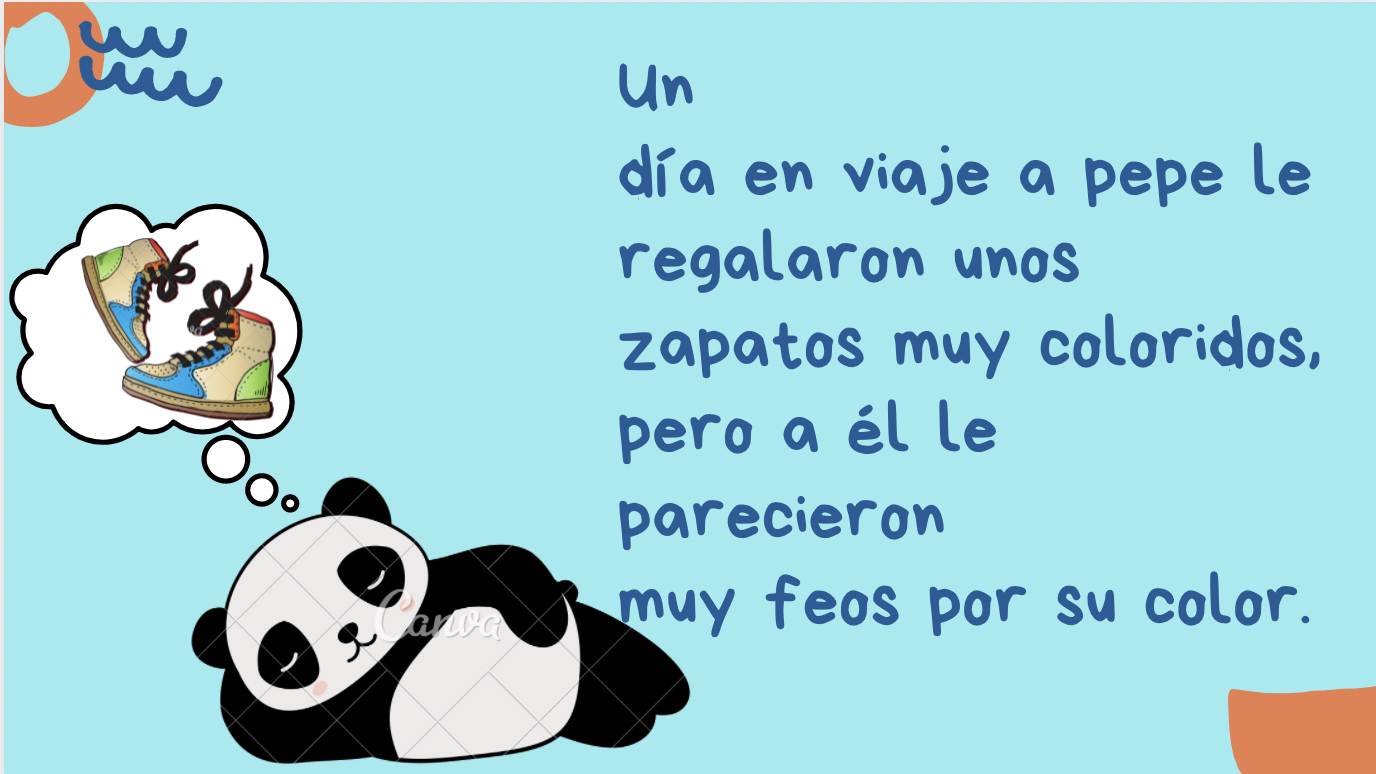 Un
día en viaje a pepe le
regalaron unos
zapatos muy coloridos,
pero a él le
parecieron
muy feos por su color.
Canva